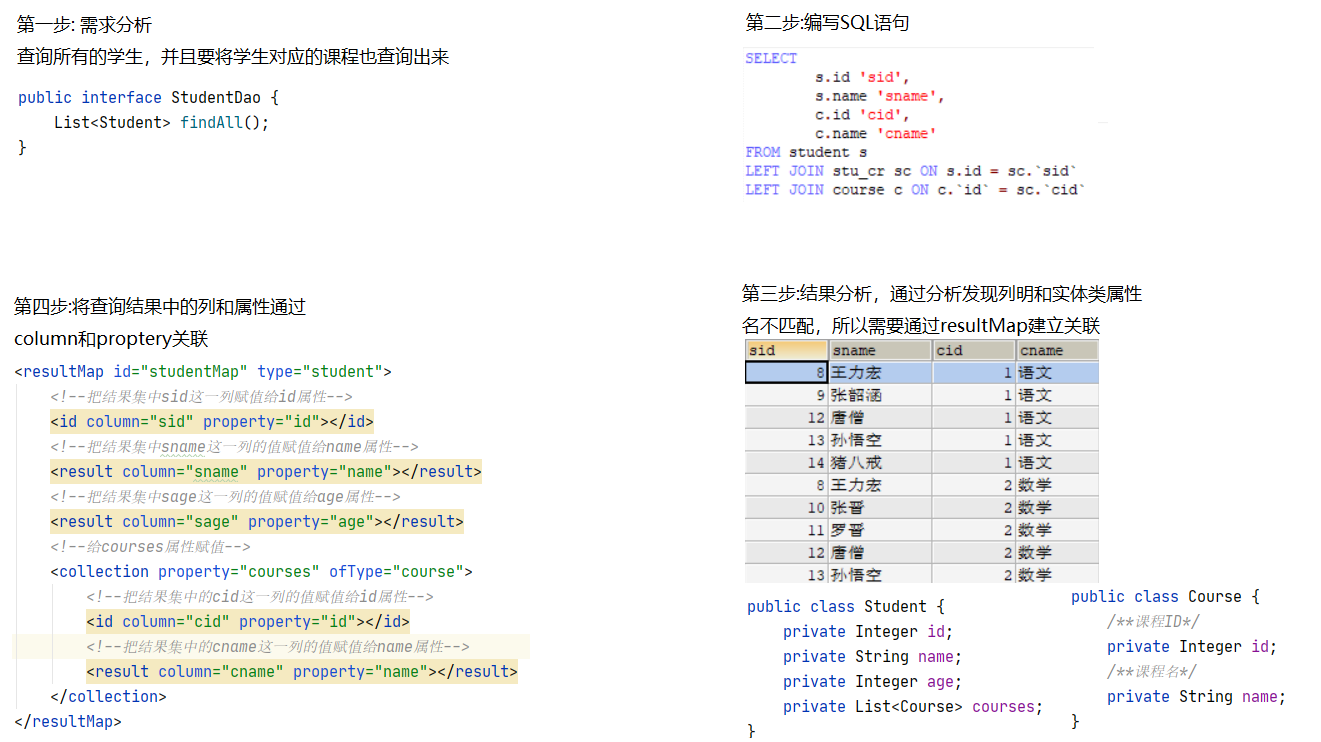 第一步: 需求分析
查询所有的学生，并且要将学生对应的课程也查询出来
public interface StudentDao {
    List<Student> findAll();
}
第二步:编写SQL语句
SELECT
        s.id 'sid',
        s.name 'sname',
        c.id 'cid',
        c.name 'cname'
FROM student s
LEFT JOIN stu_cr sc ON s.id = sc.`sid`
LEFT JOIN course c ON c.`id` = sc.`cid`
第四步:将查询结果中的列和属性通过
column和proptery关联
<resultMap id="studentMap" type="student">
    <!--把结果集中sid这一列赋值给id属性-->
    <id column="sid" property="id"></id>
    <!--把结果集中sname这一列的值赋值给name属性-->
    <result column="sname" property="name"></result>
    <!--把结果集中sage这一列的值赋值给age属性-->
    <result column="sage" property="age"></result>
    <!--给courses属性赋值-->
    <collection property="courses" ofType="course">
        <!--把结果集中的cid这一列的值赋值给id属性-->
        <id column="cid" property="id"></id>
        <!--把结果集中的cname这一列的值赋值给name属性-->
        <result column="cname" property="name"></result>
    </collection>
</resultMap>
第三步:结果分析，通过分析发现列明和实体类属性
名不匹配，所以需要通过resultMap建立关联
sid sname cid cname
8 王力宏 1 语文
9 张韶涵 1 语文
12 唐僧 1 语文
13 孙悟空 1 语文
14 猪八戒 1 语文
8 王力宏 2 数学
10 张晋 2 数学
11 罗晋 2 数学
12 唐僧 2 数学
13 孙悟空 2 数学
public class Student {
    private Integer id;
    private String name;
    private Integer age;
    private List<Course> courses;
}
public class Course {
    /**课程ID*/
    private Integer id;
    /**课程名*/
    private String name;
}